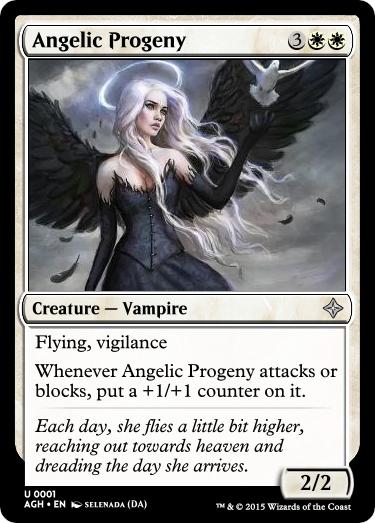 Angelic Progeny 3
Creature — Vampire
Flying, vigilance
Whenever Angelic Progeny attacks or
blocks, put a +1/+1 counter on it.
Each day, she flies a little bit higher,
reaching out towards heaven and
dreading the day she arrives.
2/2
U 0001
AGH • EN SELENADA (DA)
™ & © 2015 Wizards of the Coast